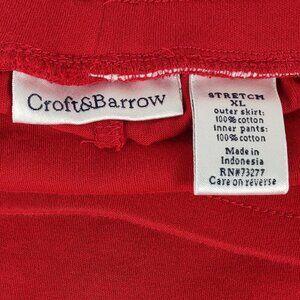 Croft&Barrow
STRETCH
XL
outer skirt:
100% cotton
inner pants:
100% cotton
Made in
Indonesia
RN#73277
Care on reverse